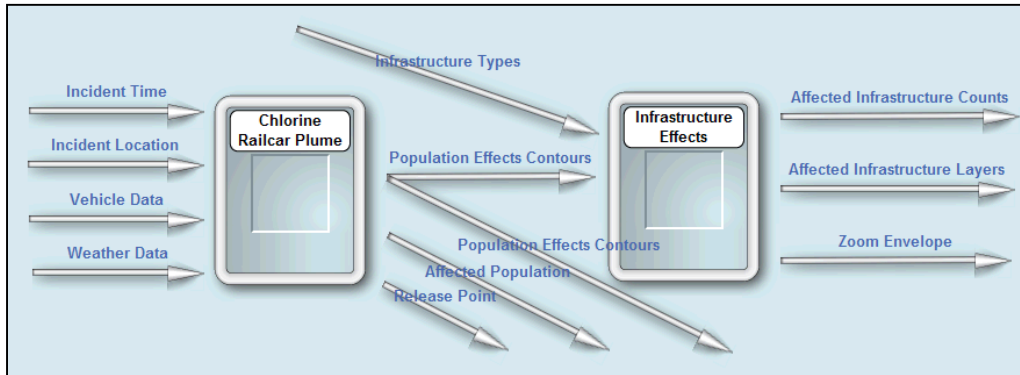 Infrastructure Types
Incident Time
Incident Location
Vehicle Data
Weather Data
Chlorine
Railcar Plume
Population Effects Contours
Population Effects Contours
Affected Population
Release Point
Infrastructure
Effects
Affected Infrastructure Counts
Affected Infrastructure Layers
Zoom Envelope